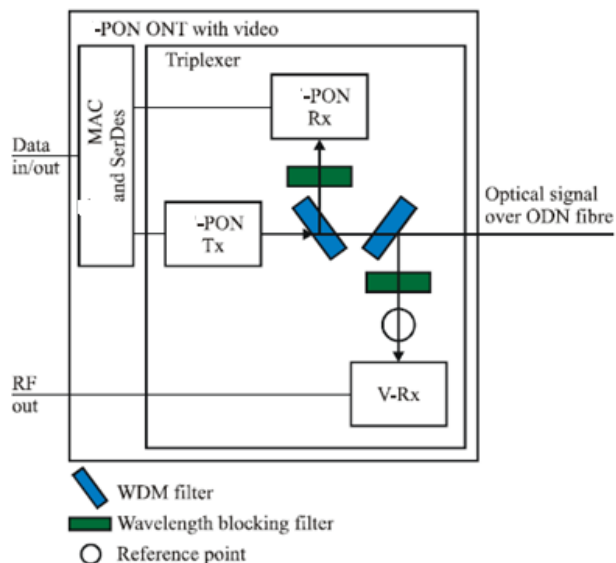 -PON ONT with video
Triplexer
MAC
and SerDes
-PON
Rx
Data
in/out
-PON
Tx
Optical signal
over ODN fibre
RF
out
V-Rx
WDM filter
Wavelength blocking filter
Reference point